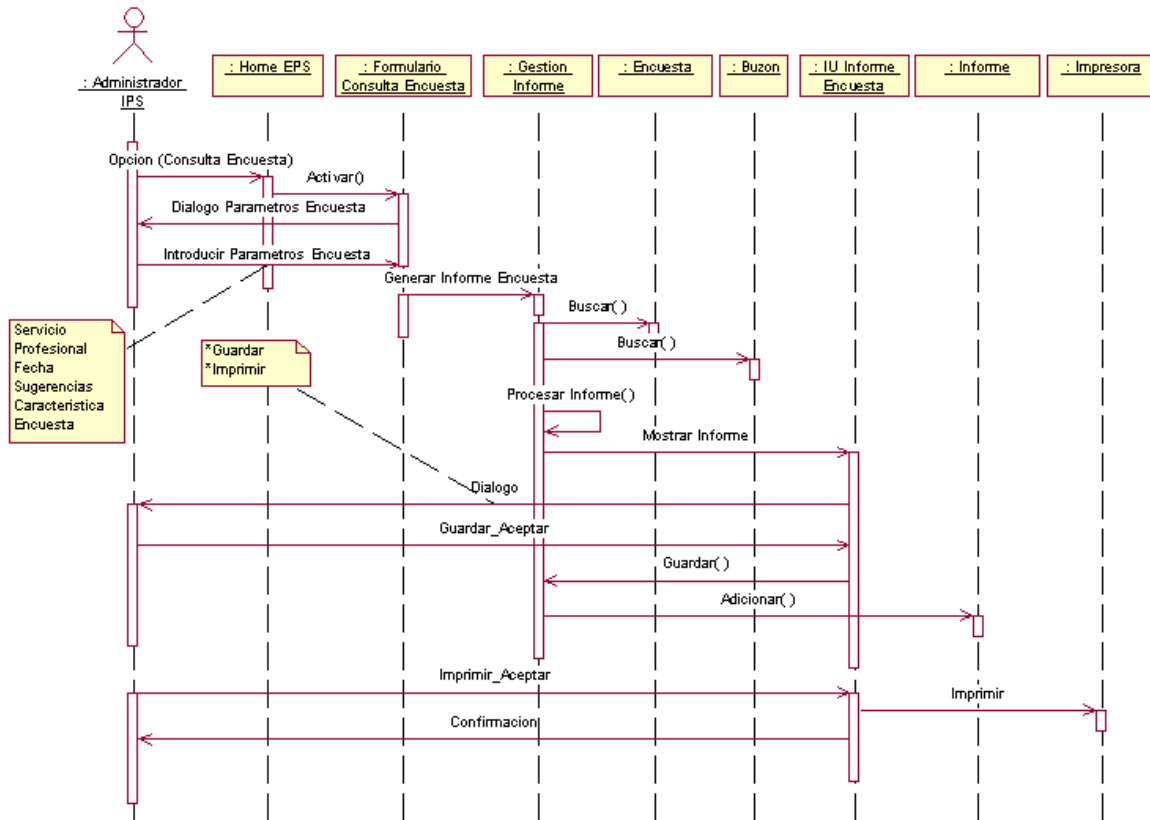 : Administrador
IPS
: Home EPS
: Formulario
Consulta Encuesta
: Gestion
Informe
: Encuesta
: Buzon
: IU Informe
Encuesta
: Informe
: Impresora
Opcion (Consulta Encuesta)
Activar()
Dialogo Parametros Encuesta
Introducir Parametros Encuesta
Generar Informe Encuesta
Buscar( )
Buscar( )
Servicio
Profesional
Fecha
Sugerencias
Caracteristica
Encuesta
*Guardar
*Imprimir
Procesar Informe( )
Mostrar Informe
Dialogo
Guardar_Aceptar
Guardar( )
Adicionar( )
Imprimir_Aceptar
Imprimir
Confirmacion